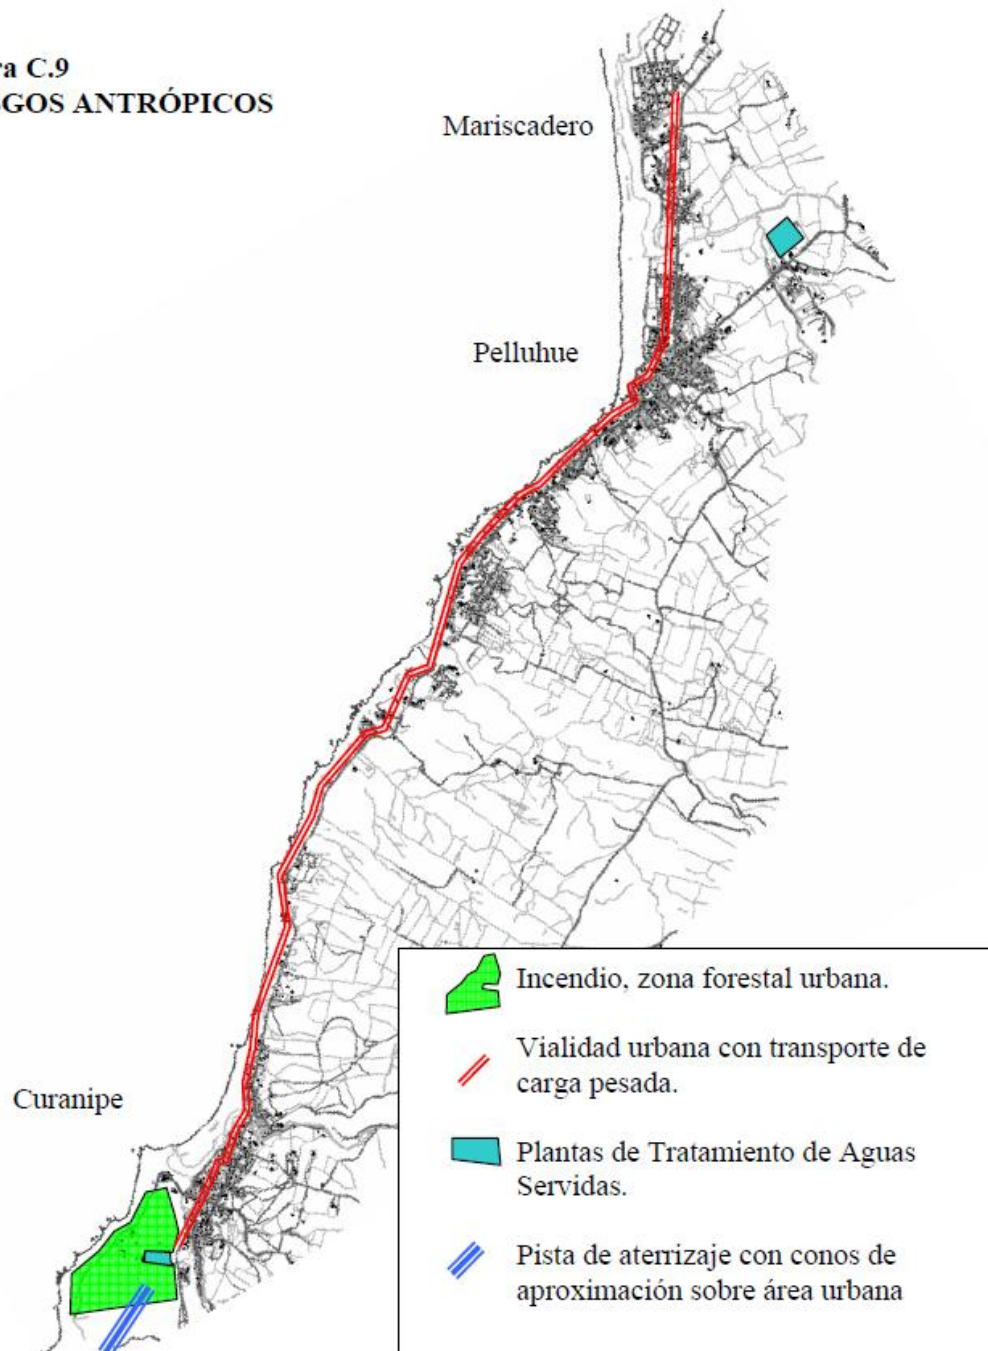 ra C.9
SGOS ANTRÓPICOS
Mariscadero
Pelluhue
Curanipe
Incendio, zona forestal urbana.
Vialidad urbana con transporte de
carga pesada.
Plantas de Tratamiento de Aguas
Servidas.
Pista de aterrizaje con conos de
aproximación sobre área urbana